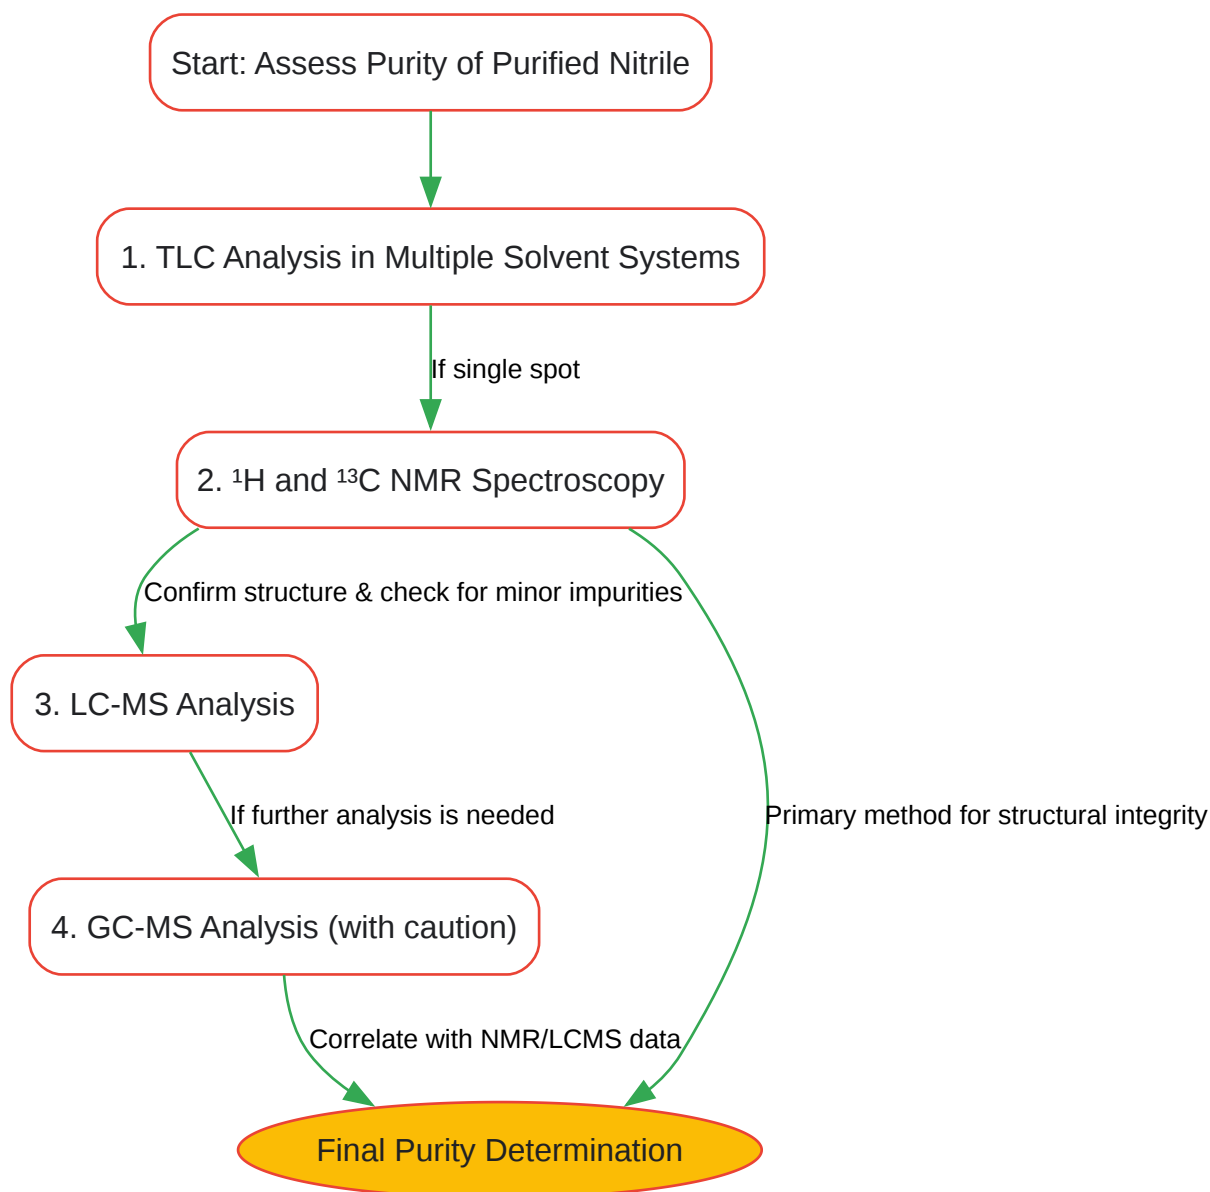 Start: Assess Purity of Purified Nitrile
1. TLC Analysis in Multiple Solvent Systems
If single spot
2. ¹H and ¹³C NMR Spectroscopy
Confirm structure & check for minor impurities
3. LC-MS Analysis
If further analysis is needed
Primary method for structural integrity
4. GC-MS Analysis (with caution)
Correlate with NMR/LCMS data
Final Purity Determination